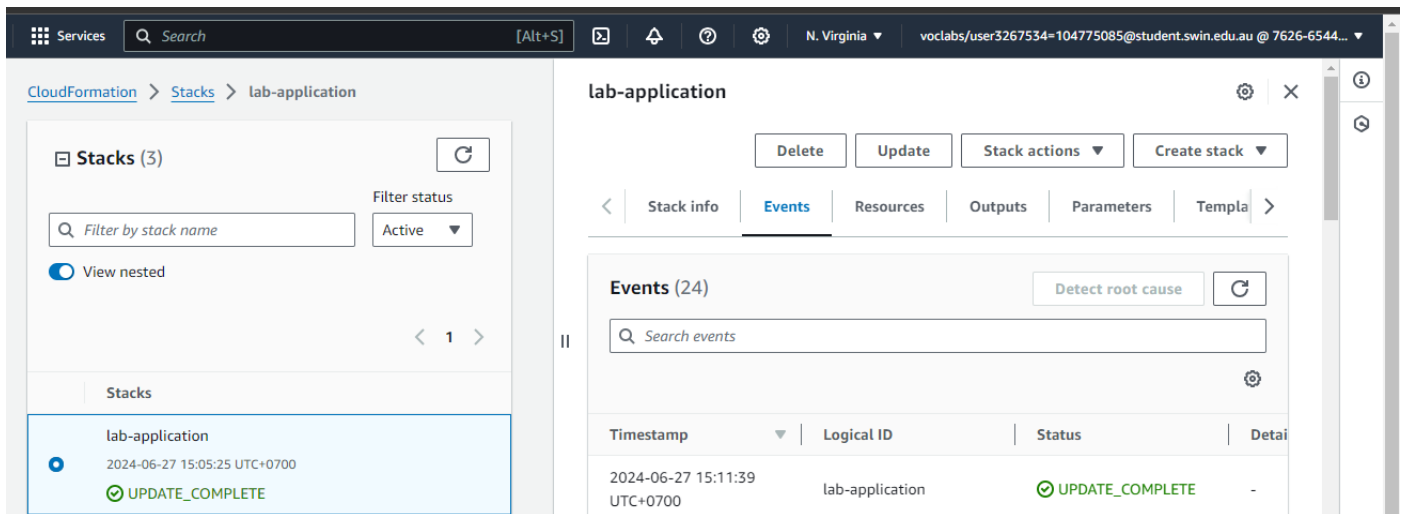 Services
Search
[Alt+S]
N. Virginia
voclabs/user3267534=104775085@student.swin.edu.au @ 7626-6544...
CloudFormation
Stacks
lab-application
Stacks (3)
Filter status
Filter by stack name
Active
View nested
1
Stacks
lab-application
2024-06-27 15:05:25 UTC+0700
UPDATE_COMPLETE
lab-application
Delete
Update
Stack actions
Create stack
Stack info
Events
Resources
Outputs
Parameters
Templa
Events (24)
Detect root cause
Search events
Timestamp
Logical ID
Status
Detai
2024-06-27 15:11:39
UTC+0700
lab-application
UPDATE_COMPLETE
-